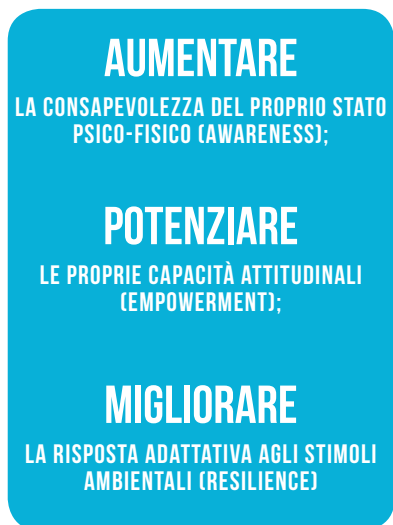 AUMENTARE
LA CONSAPEVOLEZZA DEL PROPRIO STATO
PSICO-FISICO (AWARENESS);
POTENZIARE
LE PROPRIE CAPACITÀ ATTITUDINALI
(EMPOWERMENT);
MIGLIORARE
LA RISPOSTA ADATTATIVA AGLI STIMOLI
AMBIENTALI (RESILIENCE)